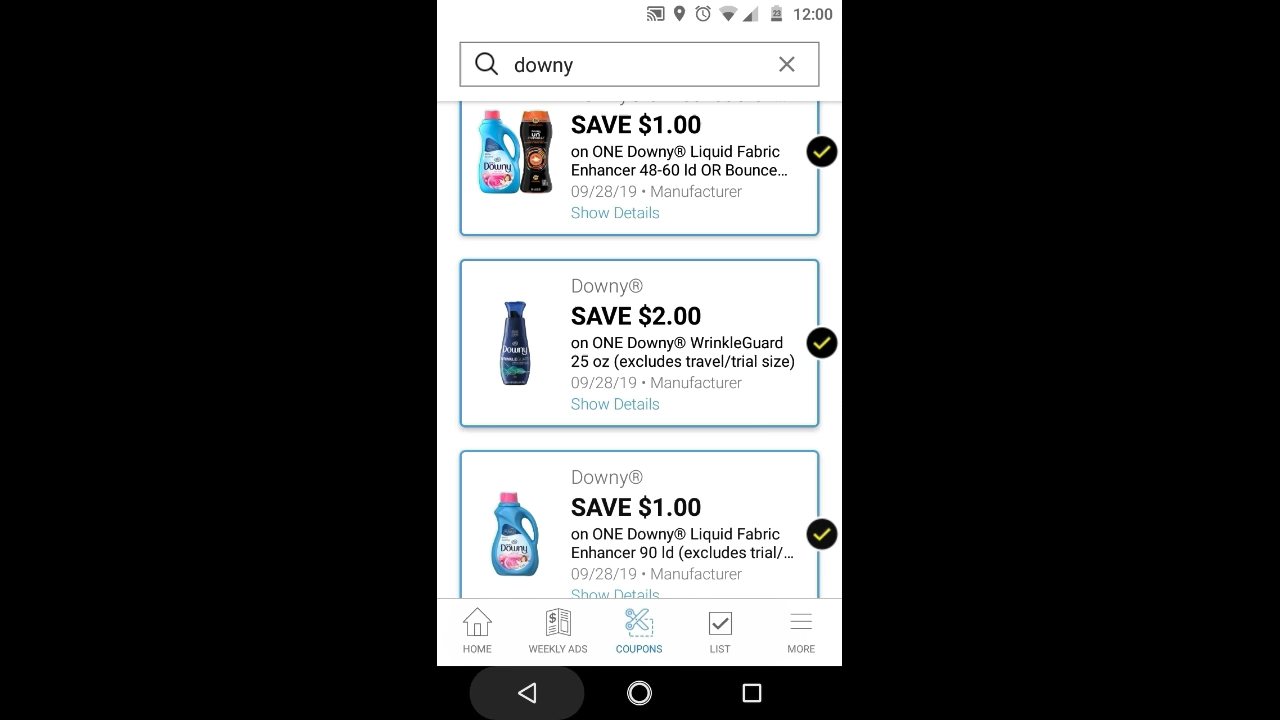 12:00
downy
SAVE $1.00
on ONE Downy® Liquid Fabric
Enhancer 48-60 ld OR Bounce…
09/28/19 • Manufacturer
Show Details
Downy®
SAVE $2.00
on ONE Downy® WrinkleGuard
25 oz (excludes travel/trial size)
09/28/19 • Manufacturer
Show Details
Downy®
SAVE $1.00
on ONE Downy® Liquid Fabric
Enhancer 90 ld (excludes trial/…
09/28/19 • Manufacturer
Show Details
HOME WEEKLY ADS COUPONS LIST MORE